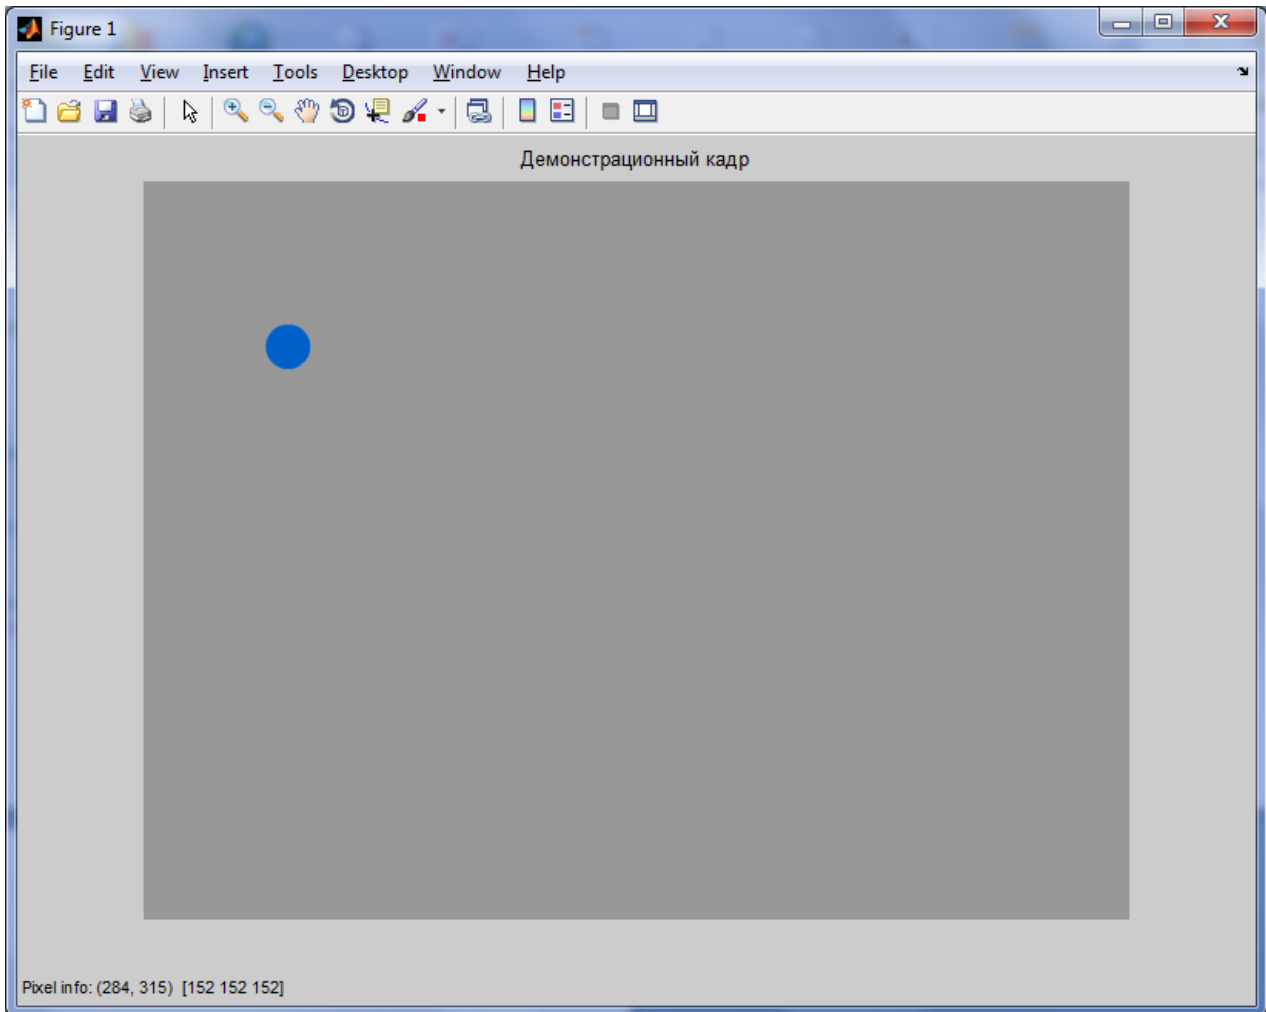 Figure 1
File Edit View Insert Tools Desktop Window Help
Демонстрационный кадр
Pixel info: (284, 315) [152 152 152]